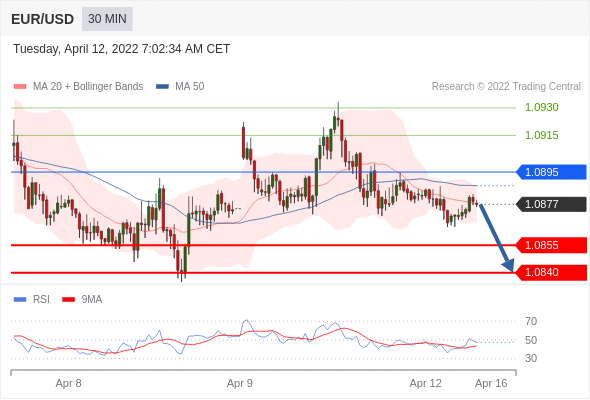 EUR/USD 30 MIN
Tuesday, April 12, 2022 7:02:34 AM CET
MA 20 + Bollinger Bands MA 50 Research © 2022 Trading Central
1.0930
1.0915
1.0895
1.0877
1.0855
1.0840
RSI 9MA
70
50
30
Apr 8 Apr 9 Apr 12 Apr 16